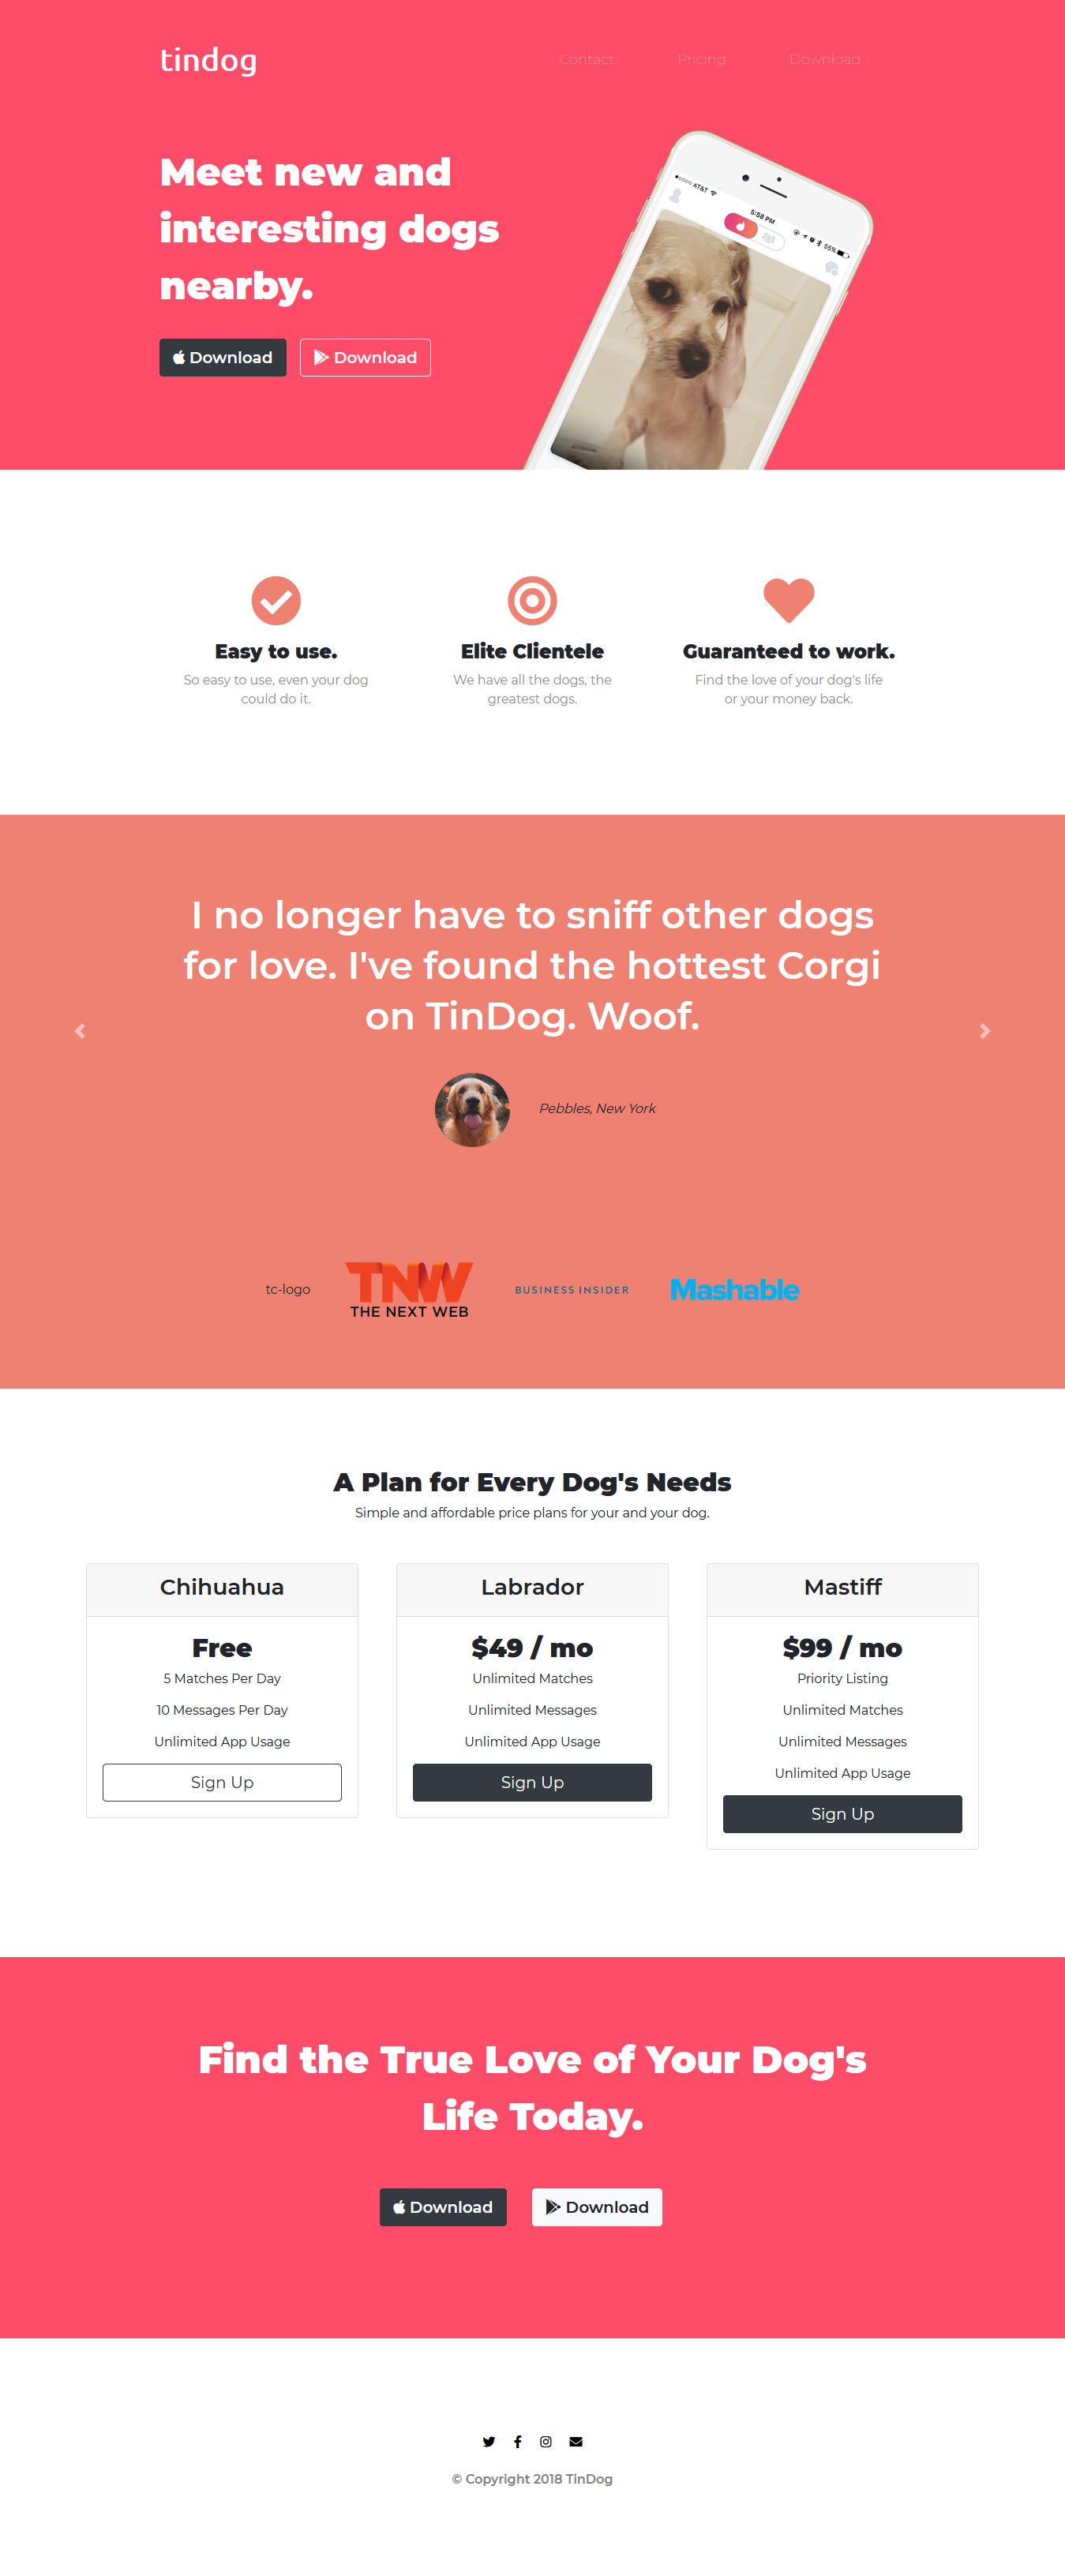 tindog
Contact Pricing Download
Meet new and
interesting dogs
nearby.
Download Download
●○○○○ AT&T
5:58 PM
55%
Easy to use.
So easy to use, even your dog
could do it.
Elite Clientele
We have all the dogs, the
greatest dogs.
Guaranteed to work.
Find the love of your dog's life
or your money back.
I no longer have to sniff other dogs
for love. I've found the hottest Corgi
on TinDog. Woof.
Pebbles, New York
tc-logo
TNW
THE NEXT WEB
BUSINESS INSIDER
Mashable
A Plan for Every Dog's Needs
Simple and affordable price plans for your and your dog.
Chihuahua
Free
5 Matches Per Day
10 Messages Per Day
Unlimited App Usage
Sign Up
Labrador
$49 / mo
Unlimited Matches
Unlimited Messages
Unlimited App Usage
Sign Up
Mastiff
$99 / mo
Priority Listing
Unlimited Matches
Unlimited Messages
Unlimited App Usage
Sign Up
Find the True Love of Your Dog's
Life Today.
Download Download
© Copyright 2018 TinDog